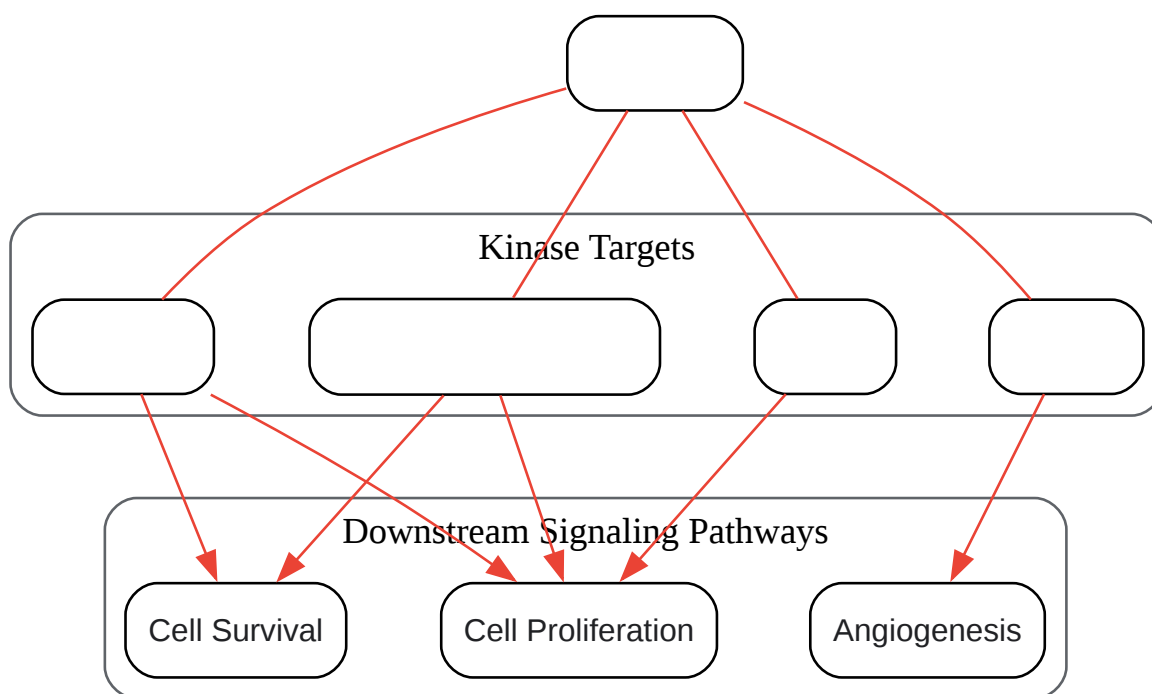 Kinase Targets
Downstream Signaling Pathways
Cell Survival
Cell Proliferation
Angiogenesis